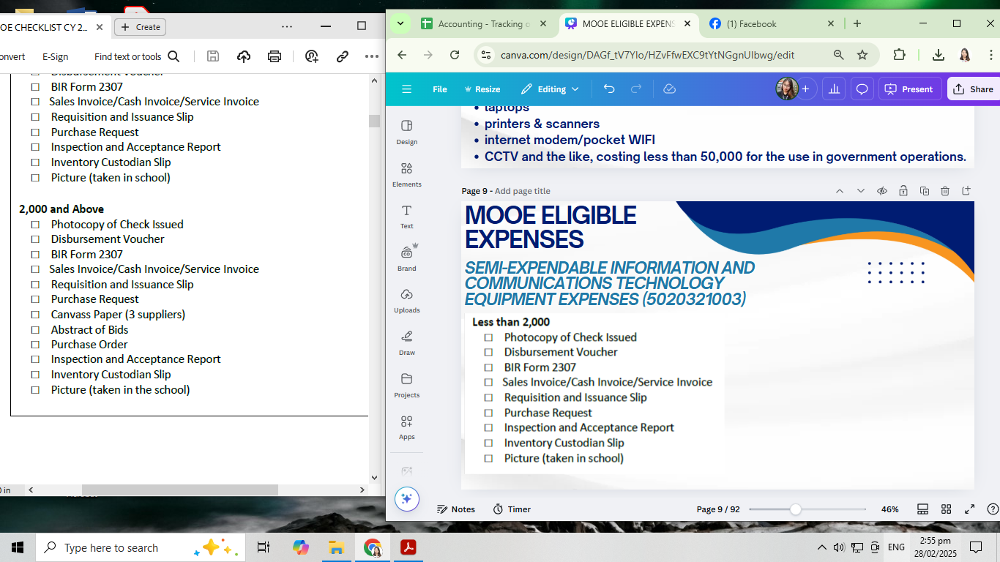 OE CHECKLIST CY 2...
Create
onvert
E-Sign
Find text or tools
Disbursement Voucher
BIR Form 2307
Sales Invoice/Cash Invoice/Service Invoice
Requisition and Issuance Slip
Purchase Request
Inspection and Acceptance Report
Inventory Custodian Slip
Picture (taken in school)
2,000 and Above
Photocopy of Check Issued
Disbursement Voucher
BIR Form 2307
Sales Invoice/Cash Invoice/Service Invoice
Requisition and Issuance Slip
Purchase Request
Canvass Paper (3 suppliers)
Abstract of Bids
Purchase Order
Inspection and Acceptance Report
Inventory Custodian Slip
Picture (taken in the school)
in
Accounting - Tracking
MOOE ELIGIBLE EXPENS
(1) Facebook
canva.com/design/DAGf_tV7YIo/HZvFfwEXC9tYtNGgnUIbwg/edit
File
Resize
Editing
Present
Share
Design
Elements
Text
Brand
Uploads
Draw
Projects
Apps
laptops
printers & scanners
internet modem/pocket WIFI
CCTV and the like, costing less than 50,000 for the use in government operations.
Page 9 - Add page title
MOOE ELIGIBLE
EXPENSES
SEMI-EXPENDABLE INFORMATION AND
COMMUNICATIONS TECHNOLOGY
EQUIPMENT EXPENSES (5020321003)
Less than 2,000
Photocopy of Check Issued
Disbursement Voucher
BIR Form 2307
Sales Invoice/Cash Invoice/Service Invoice
Requisition and Issuance Slip
Purchase Request
Inspection and Acceptance Report
Inventory Custodian Slip
Picture (taken in school)
Notes
Timer
Page 9 / 92
46%
Type here to search
ENG
2:55 pm
28/02/2025